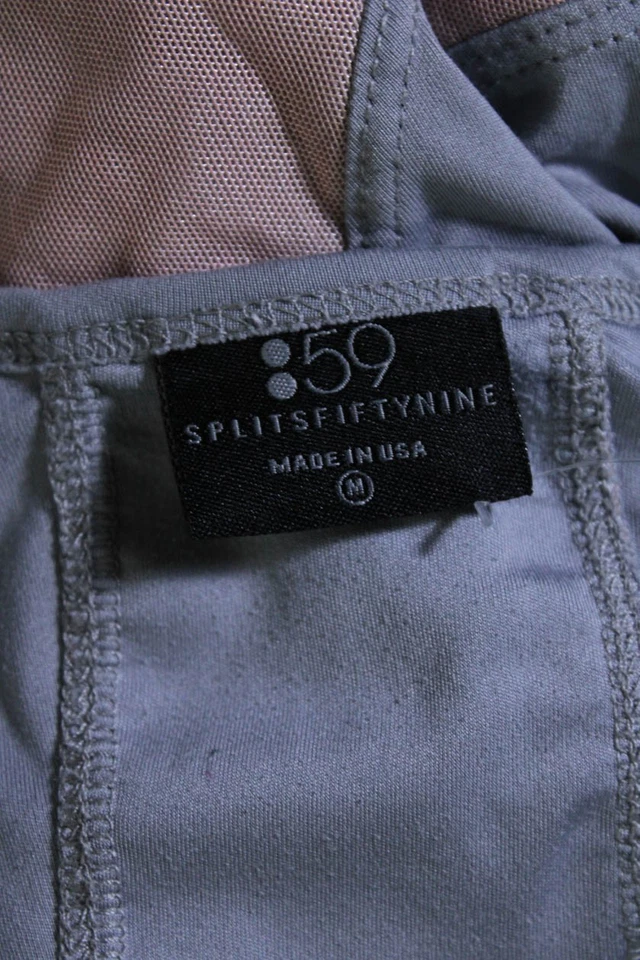 :59
SPLITSFIFTYNINE
MADE IN USA
M